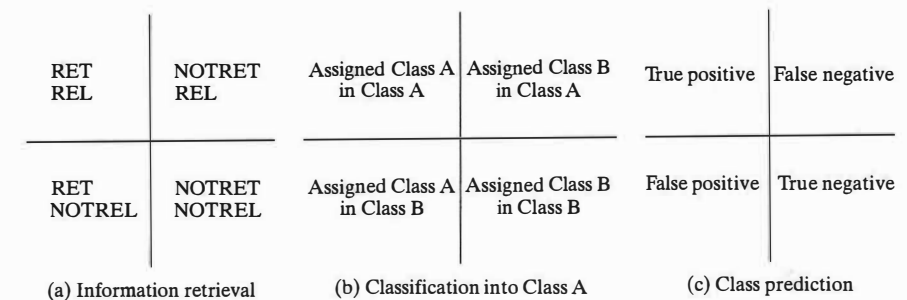 RET
REL
NOTRET
REL
RET
NOTREL
NOTRET
NOTREL
(a) Information retrieval
Assigned Class A
in Class A
Assigned Class B
in Class A
Assigned Class A
in Class B
Assigned Class B
in Class B
(b) Classification into Class A
True positive
False negative
False positive
True negative
(c) Class prediction